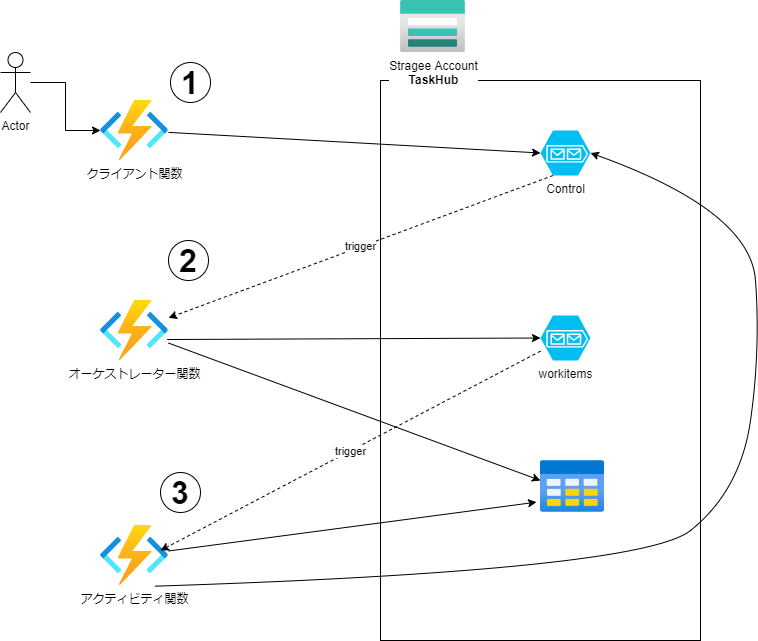 Stragee Account
TaskHub
1
Actor
クライアント関数
Control
trigger
2
オーケストレーター関数
workitems
trigger
3
アクティビティ関数